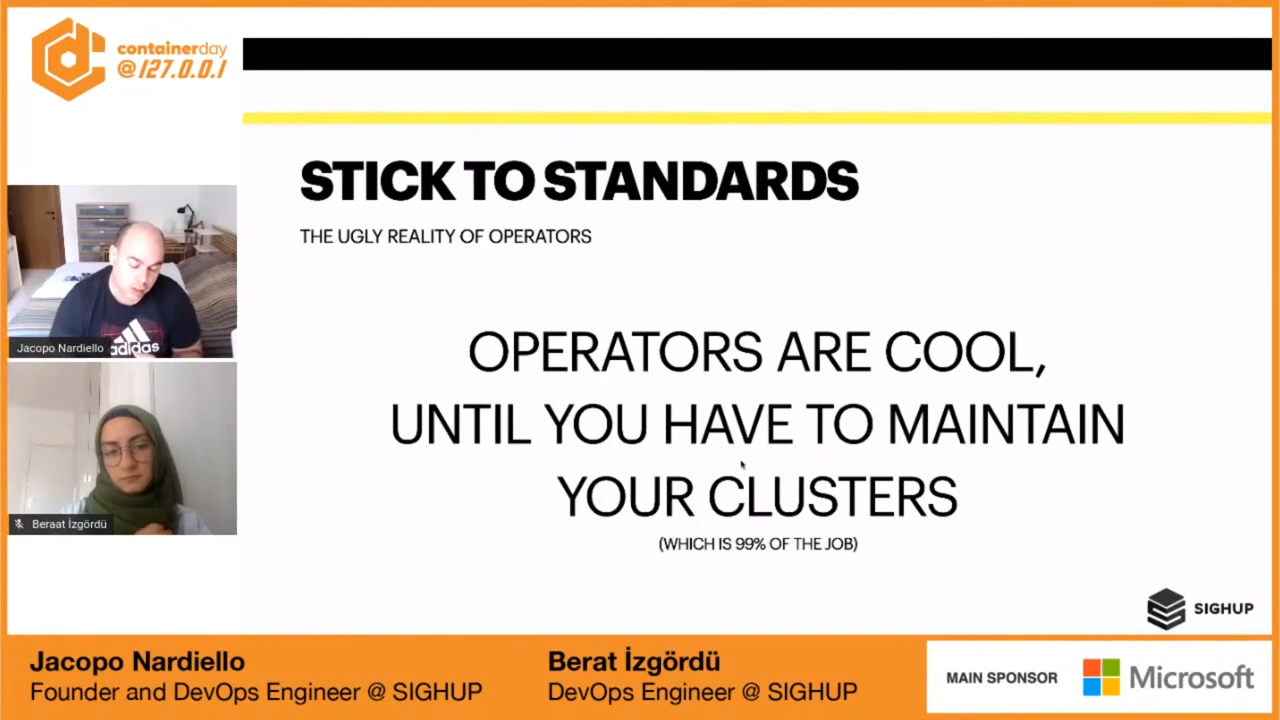 containerday
@127.0.0.1
STICK TO STANDARDS
THE UGLY REALITY OF OPERATORS
OPERATORS ARE COOL,
UNTIL YOU HAVE TO MAINTAIN
YOUR CLUSTERS
(WHICH IS 99% OF THE JOB)
adidas
Jacopo Nardiello
Beraat İzgördü
SIGHUP
Jacopo Nardiello
Founder and DevOps Engineer @ SIGHUP
Berat İzgördü
DevOps Engineer @ SIGHUP
MAIN SPONSOR
Microsoft